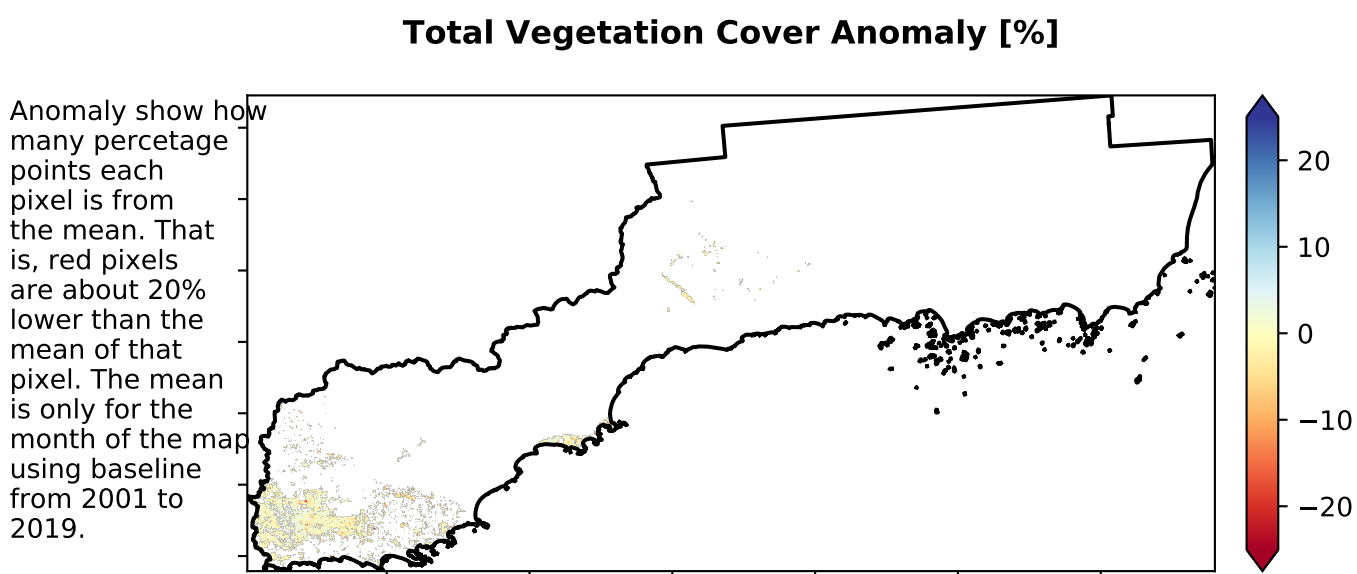 Total Vegetation Cover Anomaly [%]
Anomaly show how
many percetage
points each
pixel is from
the mean. That
is, red pixels
are about 20%
lower than the
mean of that
pixel. The mean
is only for the
month of the map
using baseline
from 2001 to
2019.
20
10
0
−10
−20